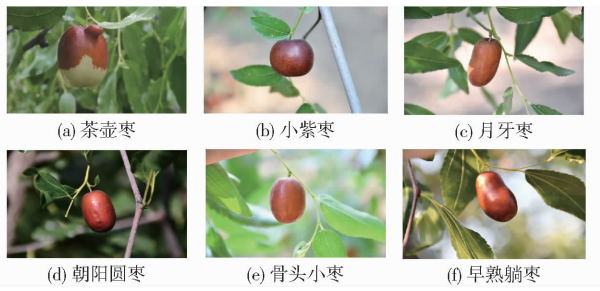 (a) 茶壶枣
(b) 小紫枣
(c) 月牙枣
(d) 朝阳圆枣
(e) 骨头小枣
(f) 早熟躺枣